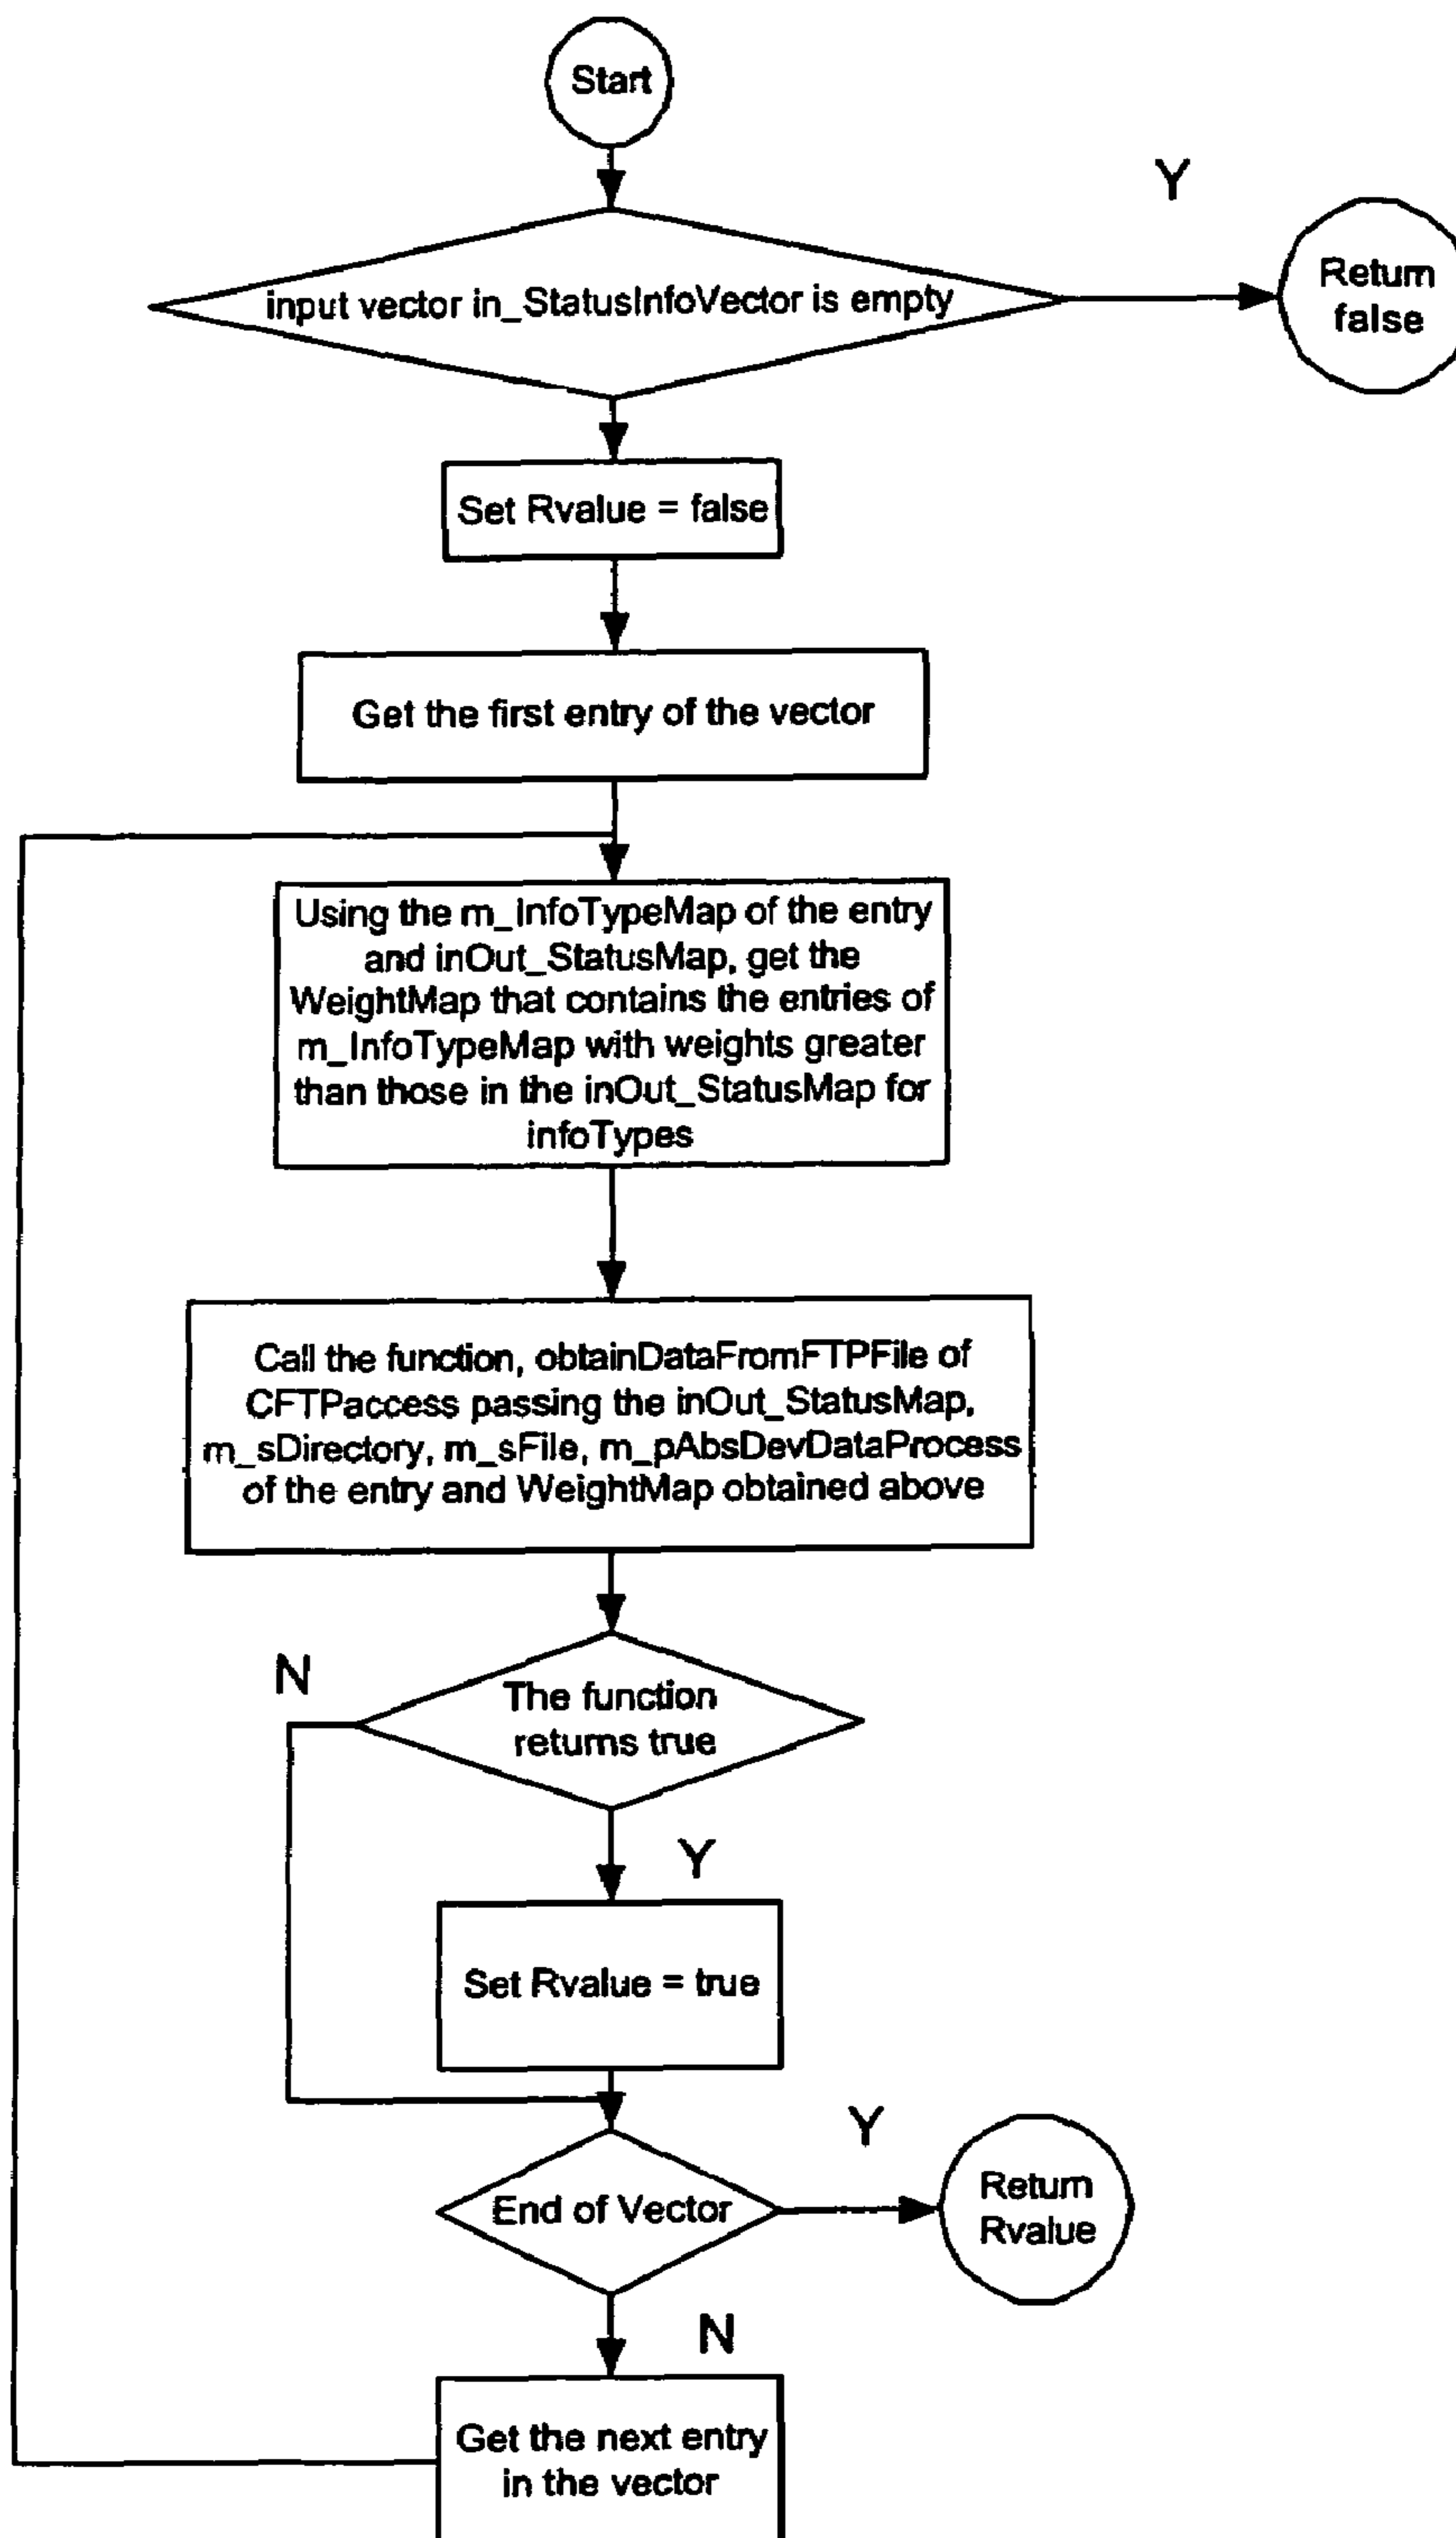 Start
Y
input vector in_StatusInfoVector is empty
Return
false
Set Rvalue = false
Get the first entry of the vector
Using the m_InfoTypeMap of the entry
and inOut_StatusMap, get the
WeightMap that contains the entries of
m_InfoTypeMap with weights greater
than those in the inOut_StatusMap for
infoTypes
Call the function, obtainDataFromFTPFile of
CFTPaccess passing the inOut_StatusMap,
m_sDirectory, m_sFile, m_pAbsDevDataProcess
of the entry and WeightMap obtained above
N
The function
returns true
Y
Set Rvalue = true
Y
End of Vector
Return
Rvalue
N
Get the next entry
in the vector